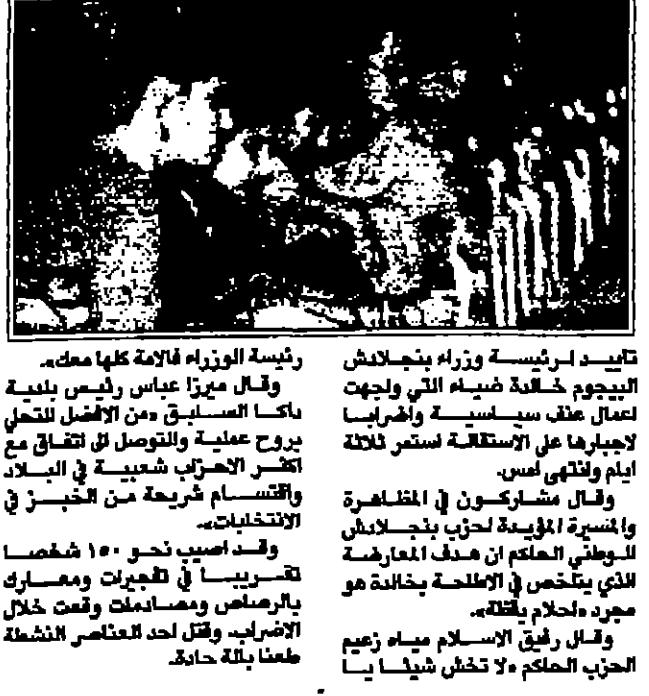 تاييد لرئيسة وزراء بنجلادش
البيجوم خالدة ضياء التي واجهت
اعمال عنف سياسية واضرابا
لاجبارها على الاستقالة استمر ثلاثة
ايام وانتهى امس.
وقال مشاركون في المظاهرة
والمسيرة المؤيدة لحزب بنجلادش
الوطني الحاكم ان هدف المعارضة
الذي يتلخص في الاطاحة بخالدة هو
مجرد «احلام يقظة».
وقال رفيق الاسلام مياه زعيم
الحزب الحاكم «لا تخش شيئا يا
رئيسة الوزراء فالامة كلها معك».
وقال ميرزا عباس رئيس بلدية
داكا السابق «من الافضل التحلي
بروح عملية والتوصل الى اتفاق مع
اكثر الاحزاب شعبية في البلاد
واقتسام شريحة من الخبز في
الانتخابات».
وقد اصيب نحو ١٥٠ شخصا
تقريبا في تفجيرات ومعارك
بالرصاص ومصادمات وقعت خلال
الاضراب. وقتل احد العناصر النشطة
طعنا بالة حادة.